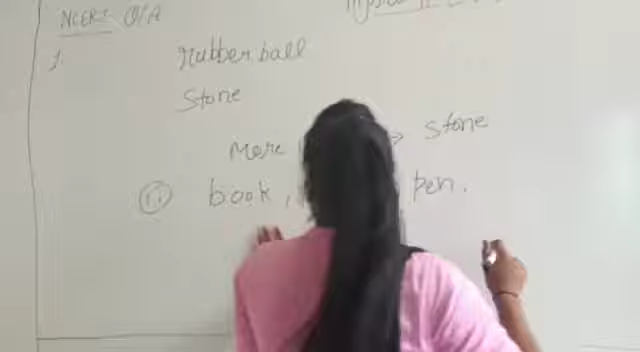 NCERT Q/A
1.
rubber ball
Stone
More → stone
(ii) book, pen.